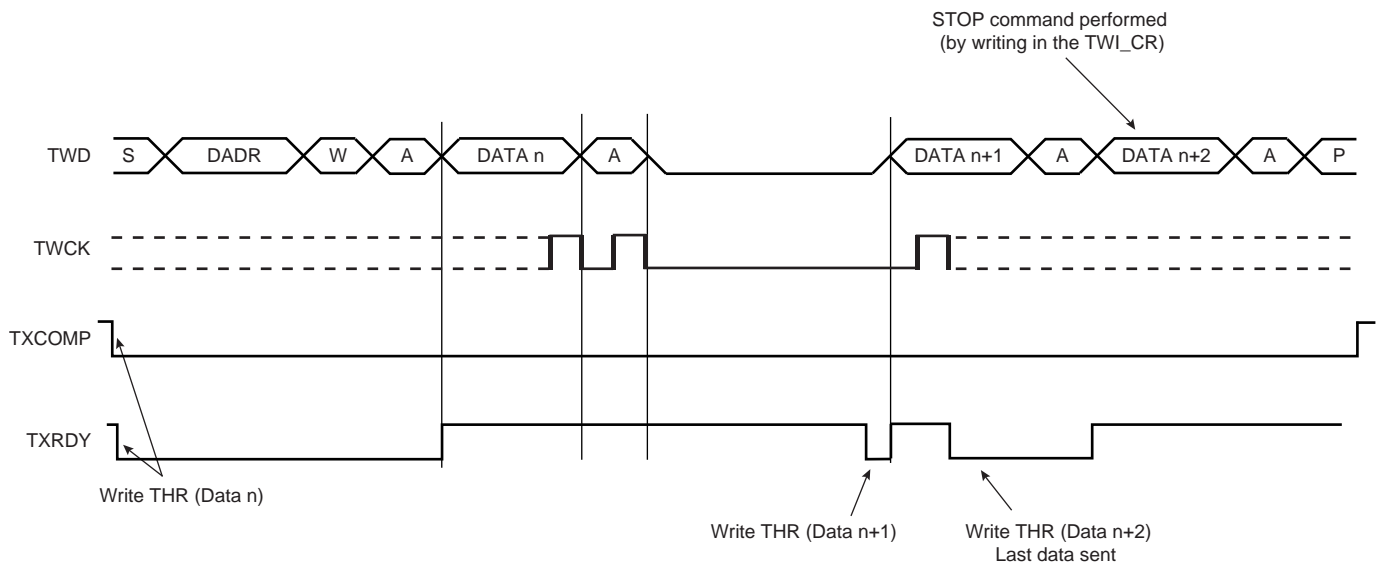 STOP command performed
(by writing in the TWI_CR)
TWD
S
DADR
W
A
DATA n
A
DATA n+1
A
DATA n+2
A
P
TWCK
TXCOMP
TXRDY
Write THR (Data n)
Write THR (Data n+1)
Write THR (Data n+2)
Last data sent